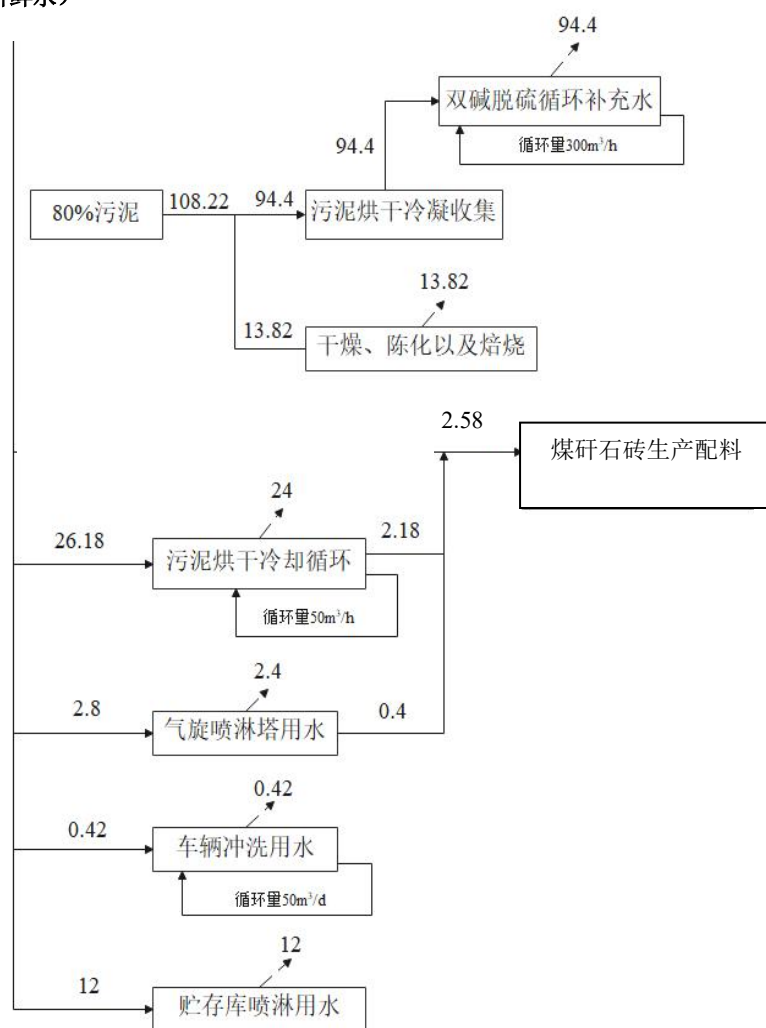 94.4
双碱脱硫循环补充水
循环量300m³/h
94.4
80%污泥
108.22
94.4
污泥烘干冷凝收集
13.82
13.82
干燥、陈化以及焙烧
2.58
煤矸石砖生产配料
24
26.18
污泥烘干冷却循环
2.18
循环量50m³/h
2.4
2.8
气旋喷淋塔用水
0.4
0.42
0.42
车辆冲洗用水
循环量50m³/d
12
12
贮存库喷淋用水